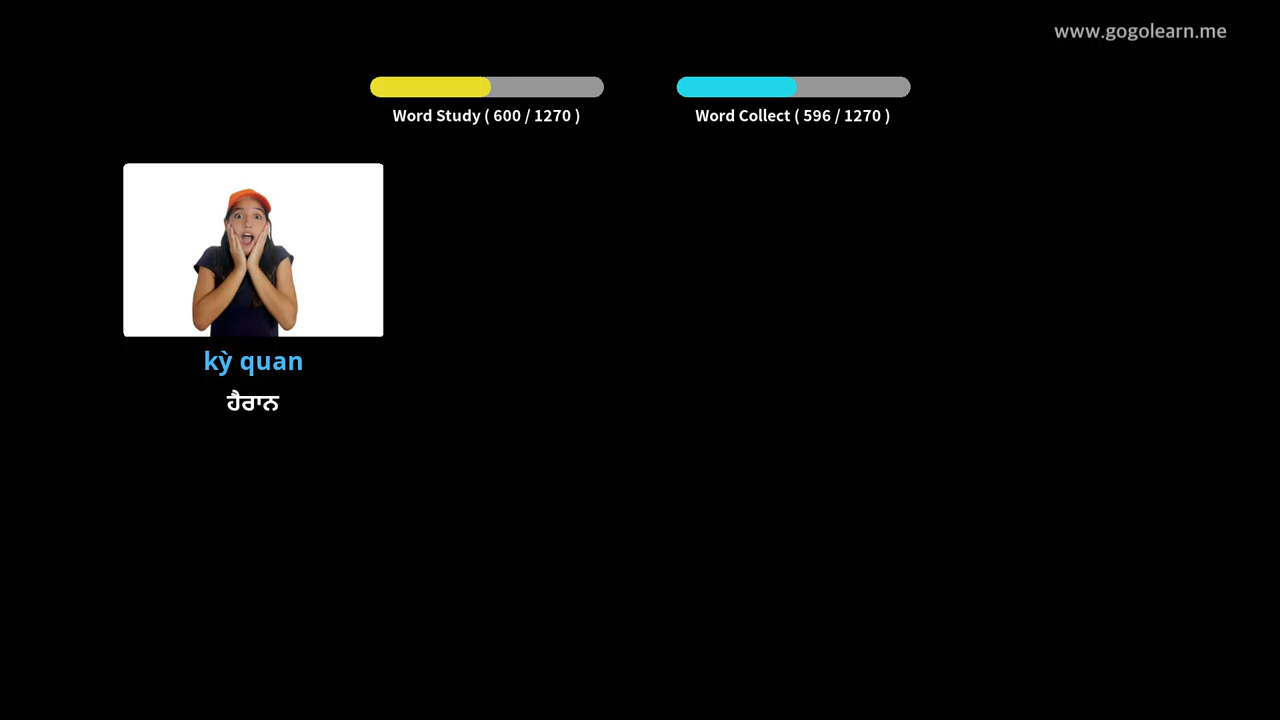 www.gogolearn.me
Word Study ( 600 / 1270 )
Word Collect ( 596 / 1270 )
kỳ quan
ਹੈਰਾਨ